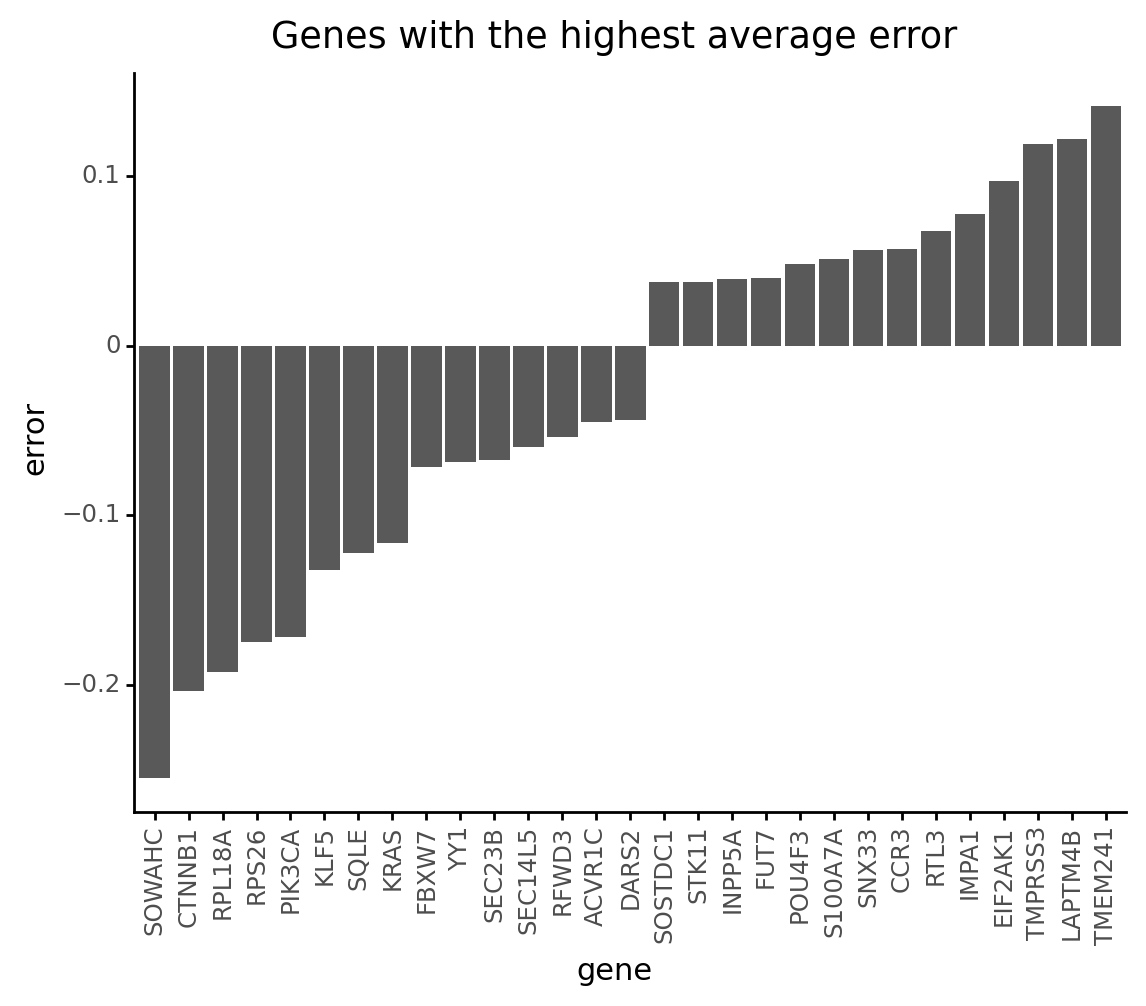 Genes with the highest average error
0.1
0
−0.1
−0.2
error
SOWAHC
CTNNB1
RPL18A
RPS26
PIK3CA
KLF5
SQLE
KRAS
FBXW7
YY1
SEC23B
SEC14L5
RFWD3
ACVR1C
DARS2
SOSTDC1
STK11
INPP5A
FUT7
POU4F3
S100A7A
SNX33
CCR3
RTL3
IMPA1
EIF2AK1
TMPRSS3
LAPTM4B
TMEM241
gene